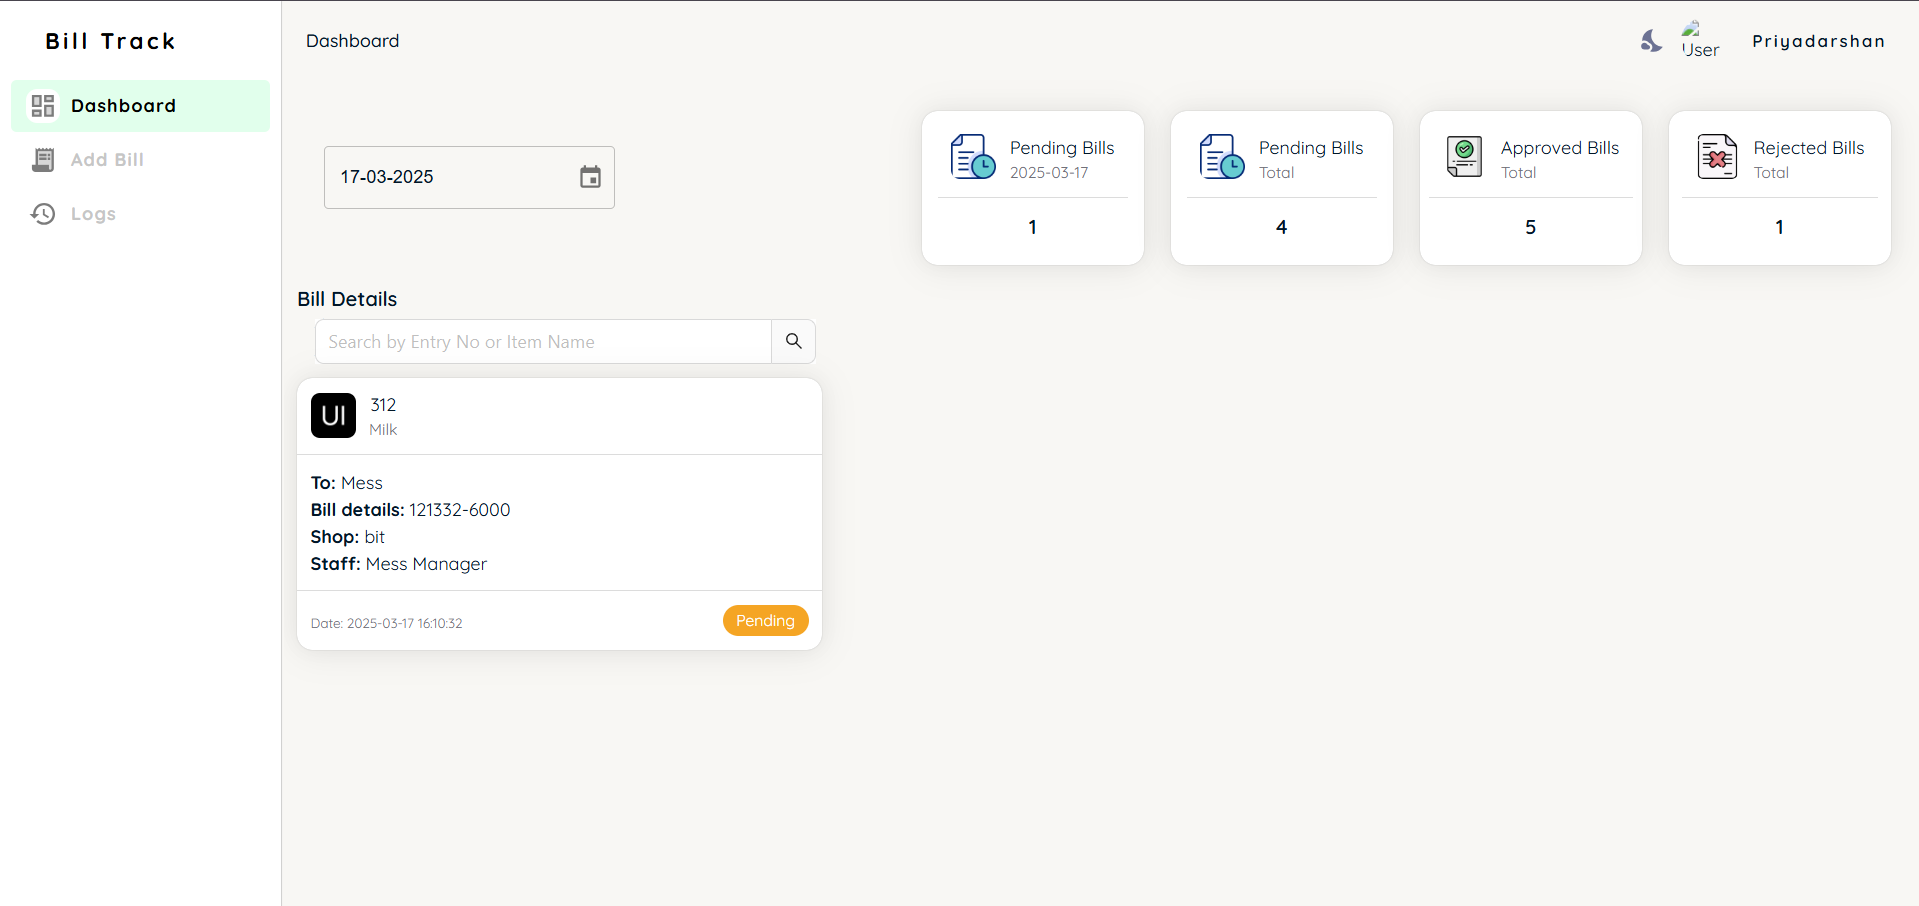 Bill Track
Dashboard
Add Bill
Logs
Dashboard
User
Priyadarshan
17-03-2025
Pending Bills
2025-03-17
1
Pending Bills
Total
4
Approved Bills
Total
5
Rejected Bills
Total
1
Bill Details
Search by Entry No or Item Name
UI
312
Milk
To: Mess
Bill details: 121332-6000
Shop: bit
Staff: Mess Manager
Date: 2025-03-17 16:10:32
Pending